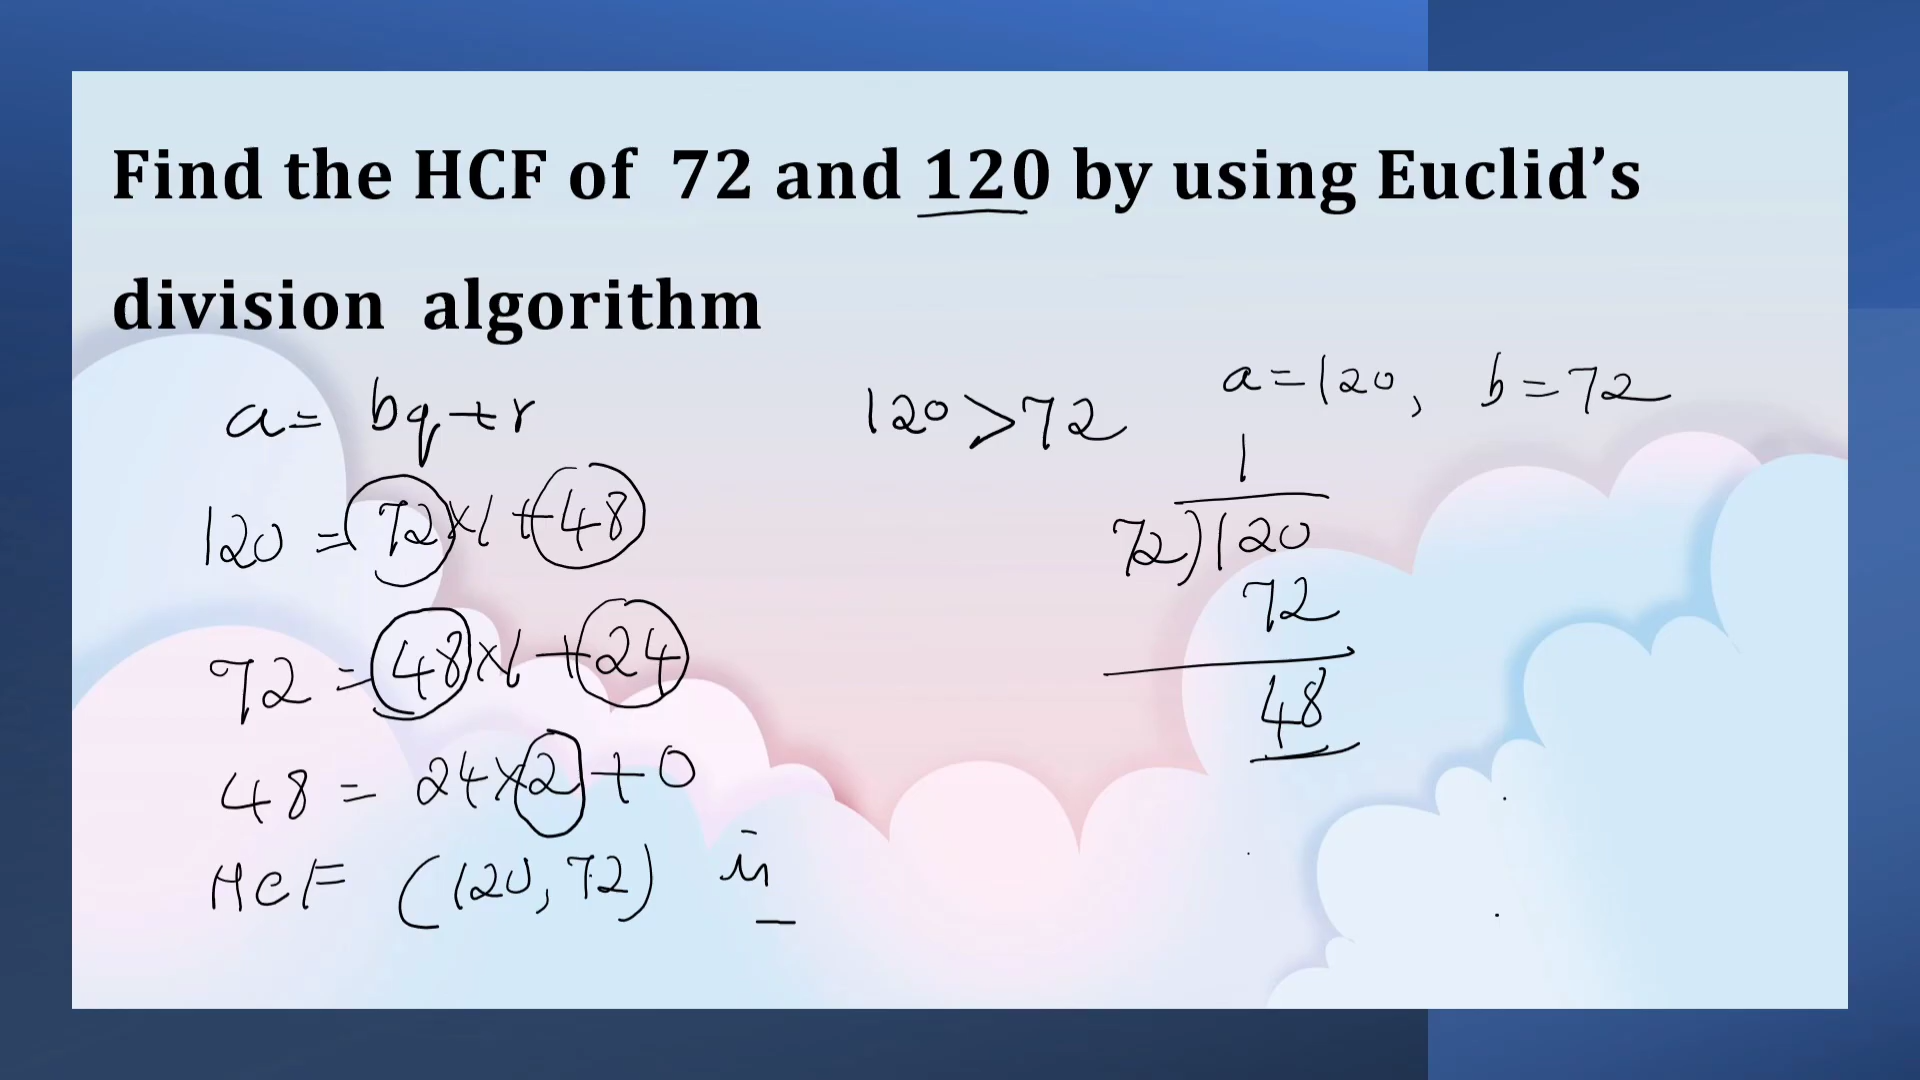 Find the HCF of 72 and 120 by using Euclid’s
division algorithm
a = bq + r
120 > 72
a = 120, b = 72
120 = 72 × 1 + 48
72 = 48 × 1 + 24
48 = 24 × 2 + 0
HCF (120, 72) is
1
72) 120
72
48